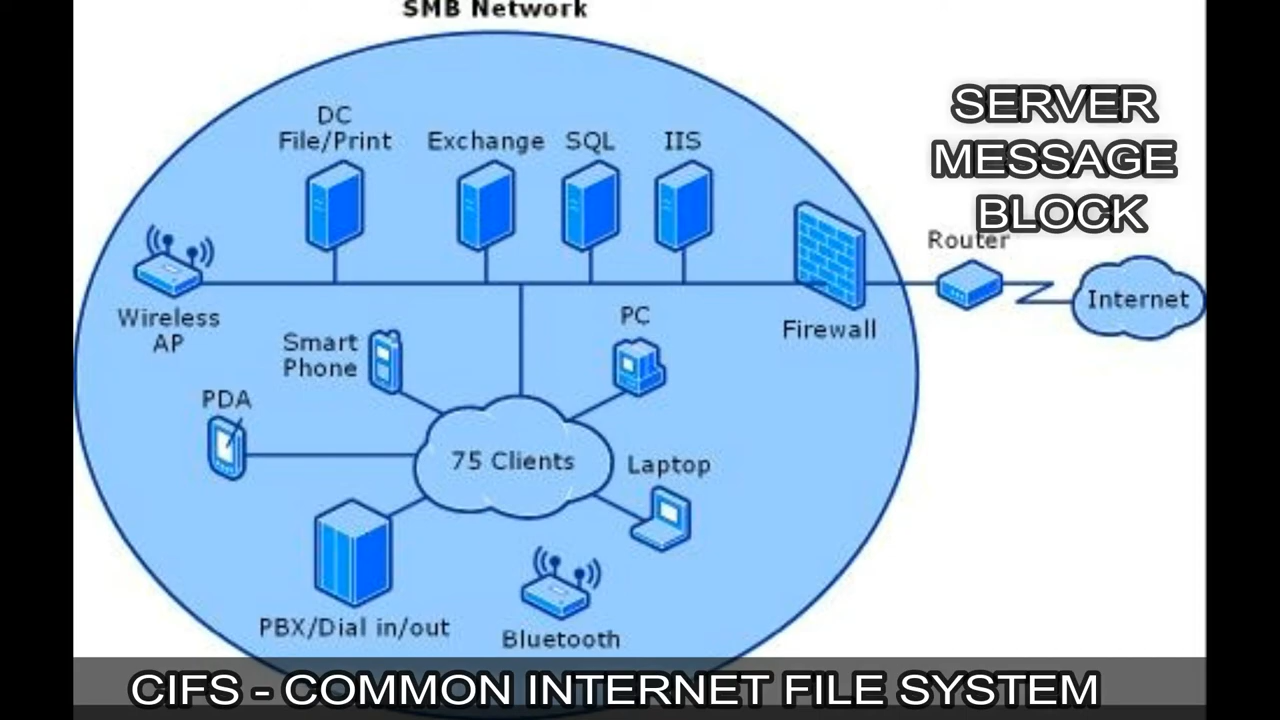 SMB Network
SERVER
MESSAGE
BLOCK
DC
File/Print
Exchange
SQL
IIS
Router
Internet
Wireless
AP
Firewall
Smart
Phone
PC
PDA
75 Clients
Laptop
PBX/Dial in/out
Bluetooth
CIFS - COMMON INTERNET FILE SYSTEM